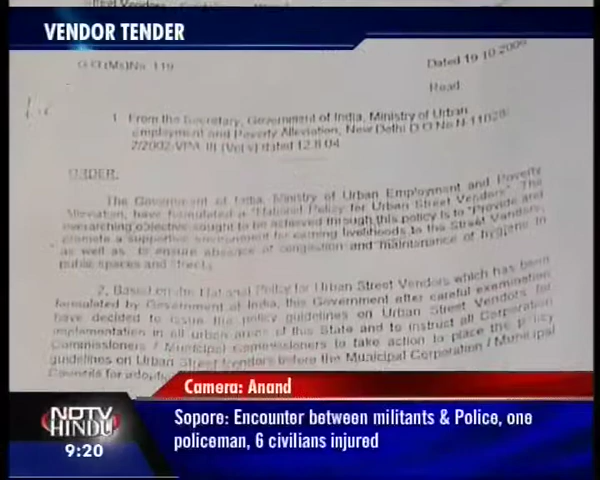 VENDOR TENDER
G.O.(Ms)No. 119
Dated 19 10 2006
Read
1. From the Secretary, Government of India, Ministry of Urban
Employment and Poverty Alleviation, New Delhi D O No N-11028/
2/2002-VPA III (Vol v) dated 12.8 04
ORDER:
The Government of India, Ministry of Urban Employment and Poverty
Alleviation, have formulated a "National Policy for Urban Street Vendors". The
overarching objective sought to be achieved through this policy is to "Provide and
promote a supportive environment for earning livelihoods to the Street Vendors,
as well as to ensure absence of congestion and maintenance of hygiene in
public spaces and streets.
2. Based on the National Policy for Urban Street Vendors which has been
formulated by Government of India, this Government after careful examination
have decided to issue the policy guidelines on Urban Street Vendors for
implementation in all urban areas of this State and to instruct all Corporation
Commissioners / Municipal Commissioners to take action to place the policy
guidelines on Urban Street Vendors before the Municipal Corporation / Municipal
Councils for adoption
Camera: Anand
NDTV
HINDU
9:20
Sopore: Encounter between militants & Police, one
policeman, 6 civilians injured